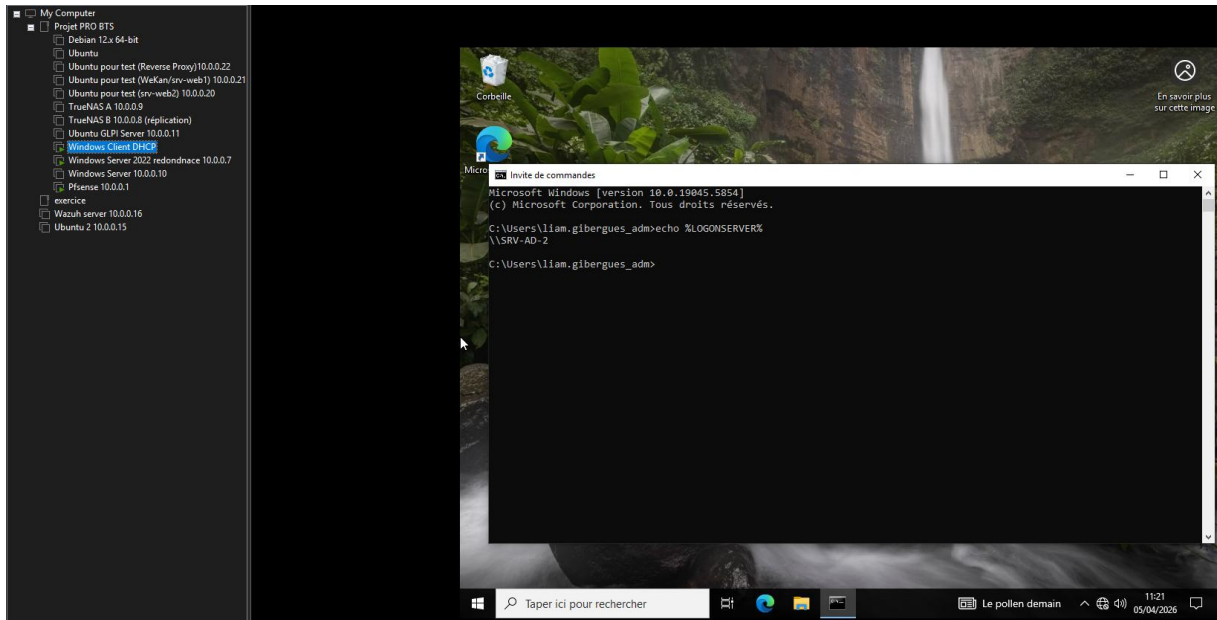 My Computer
Projet PRO BTS
Debian 12.x 64-bit
Ubuntu
Ubuntu pour test (Reverse Proxy)10.0.0.22
Ubuntu pour test (WeKan/srv-web1) 10.0.0.21
Ubuntu pour test (srv-web2) 10.0.0.20
TrueNAS A 10.0.0.9
TrueNAS B 10.0.0.8 (réplication)
Ubuntu GLPI Server 10.0.0.11
Windows Client DHCP
Windows Server 2022 redondnace 10.0.0.7
Windows Server 10.0.0.10
Pfsense 10.0.0.1
exercice
Wazuh server 10.0.0.16
Ubuntu 2 10.0.0.15
Corbeille
En savoir plus
sur cette image
Micro
Invite de commandes
Microsoft Windows [version 10.0.19045.5854]
(c) Microsoft Corporation. Tous droits réservés.
C:\Users\liam.gibergues_adm>echo %LOGONSERVER%
\\SRV-AD-2
C:\Users\liam.gibergues_adm>
Taper ici pour rechercher
Le pollen demain
11:21
05/04/2026